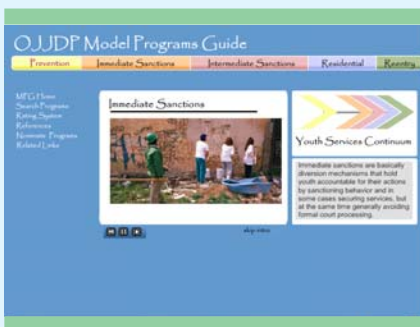 OJJDP Model Programs Guide
Prevention
Immediate Sanctions
Intermediate Sanctions
Residential
Reentry
MPG Home
Search Programs
Rating System
References
Nominate Programs
Related Links
Immediate Sanctions
skip intro
Youth Services Continuum
Immediate sanctions are basically
diversion mechanisms that hold
youth accountable for their actions
by sanctioning behavior and in
some cases securing services, but
at the same time generally avoiding
formal court processing.